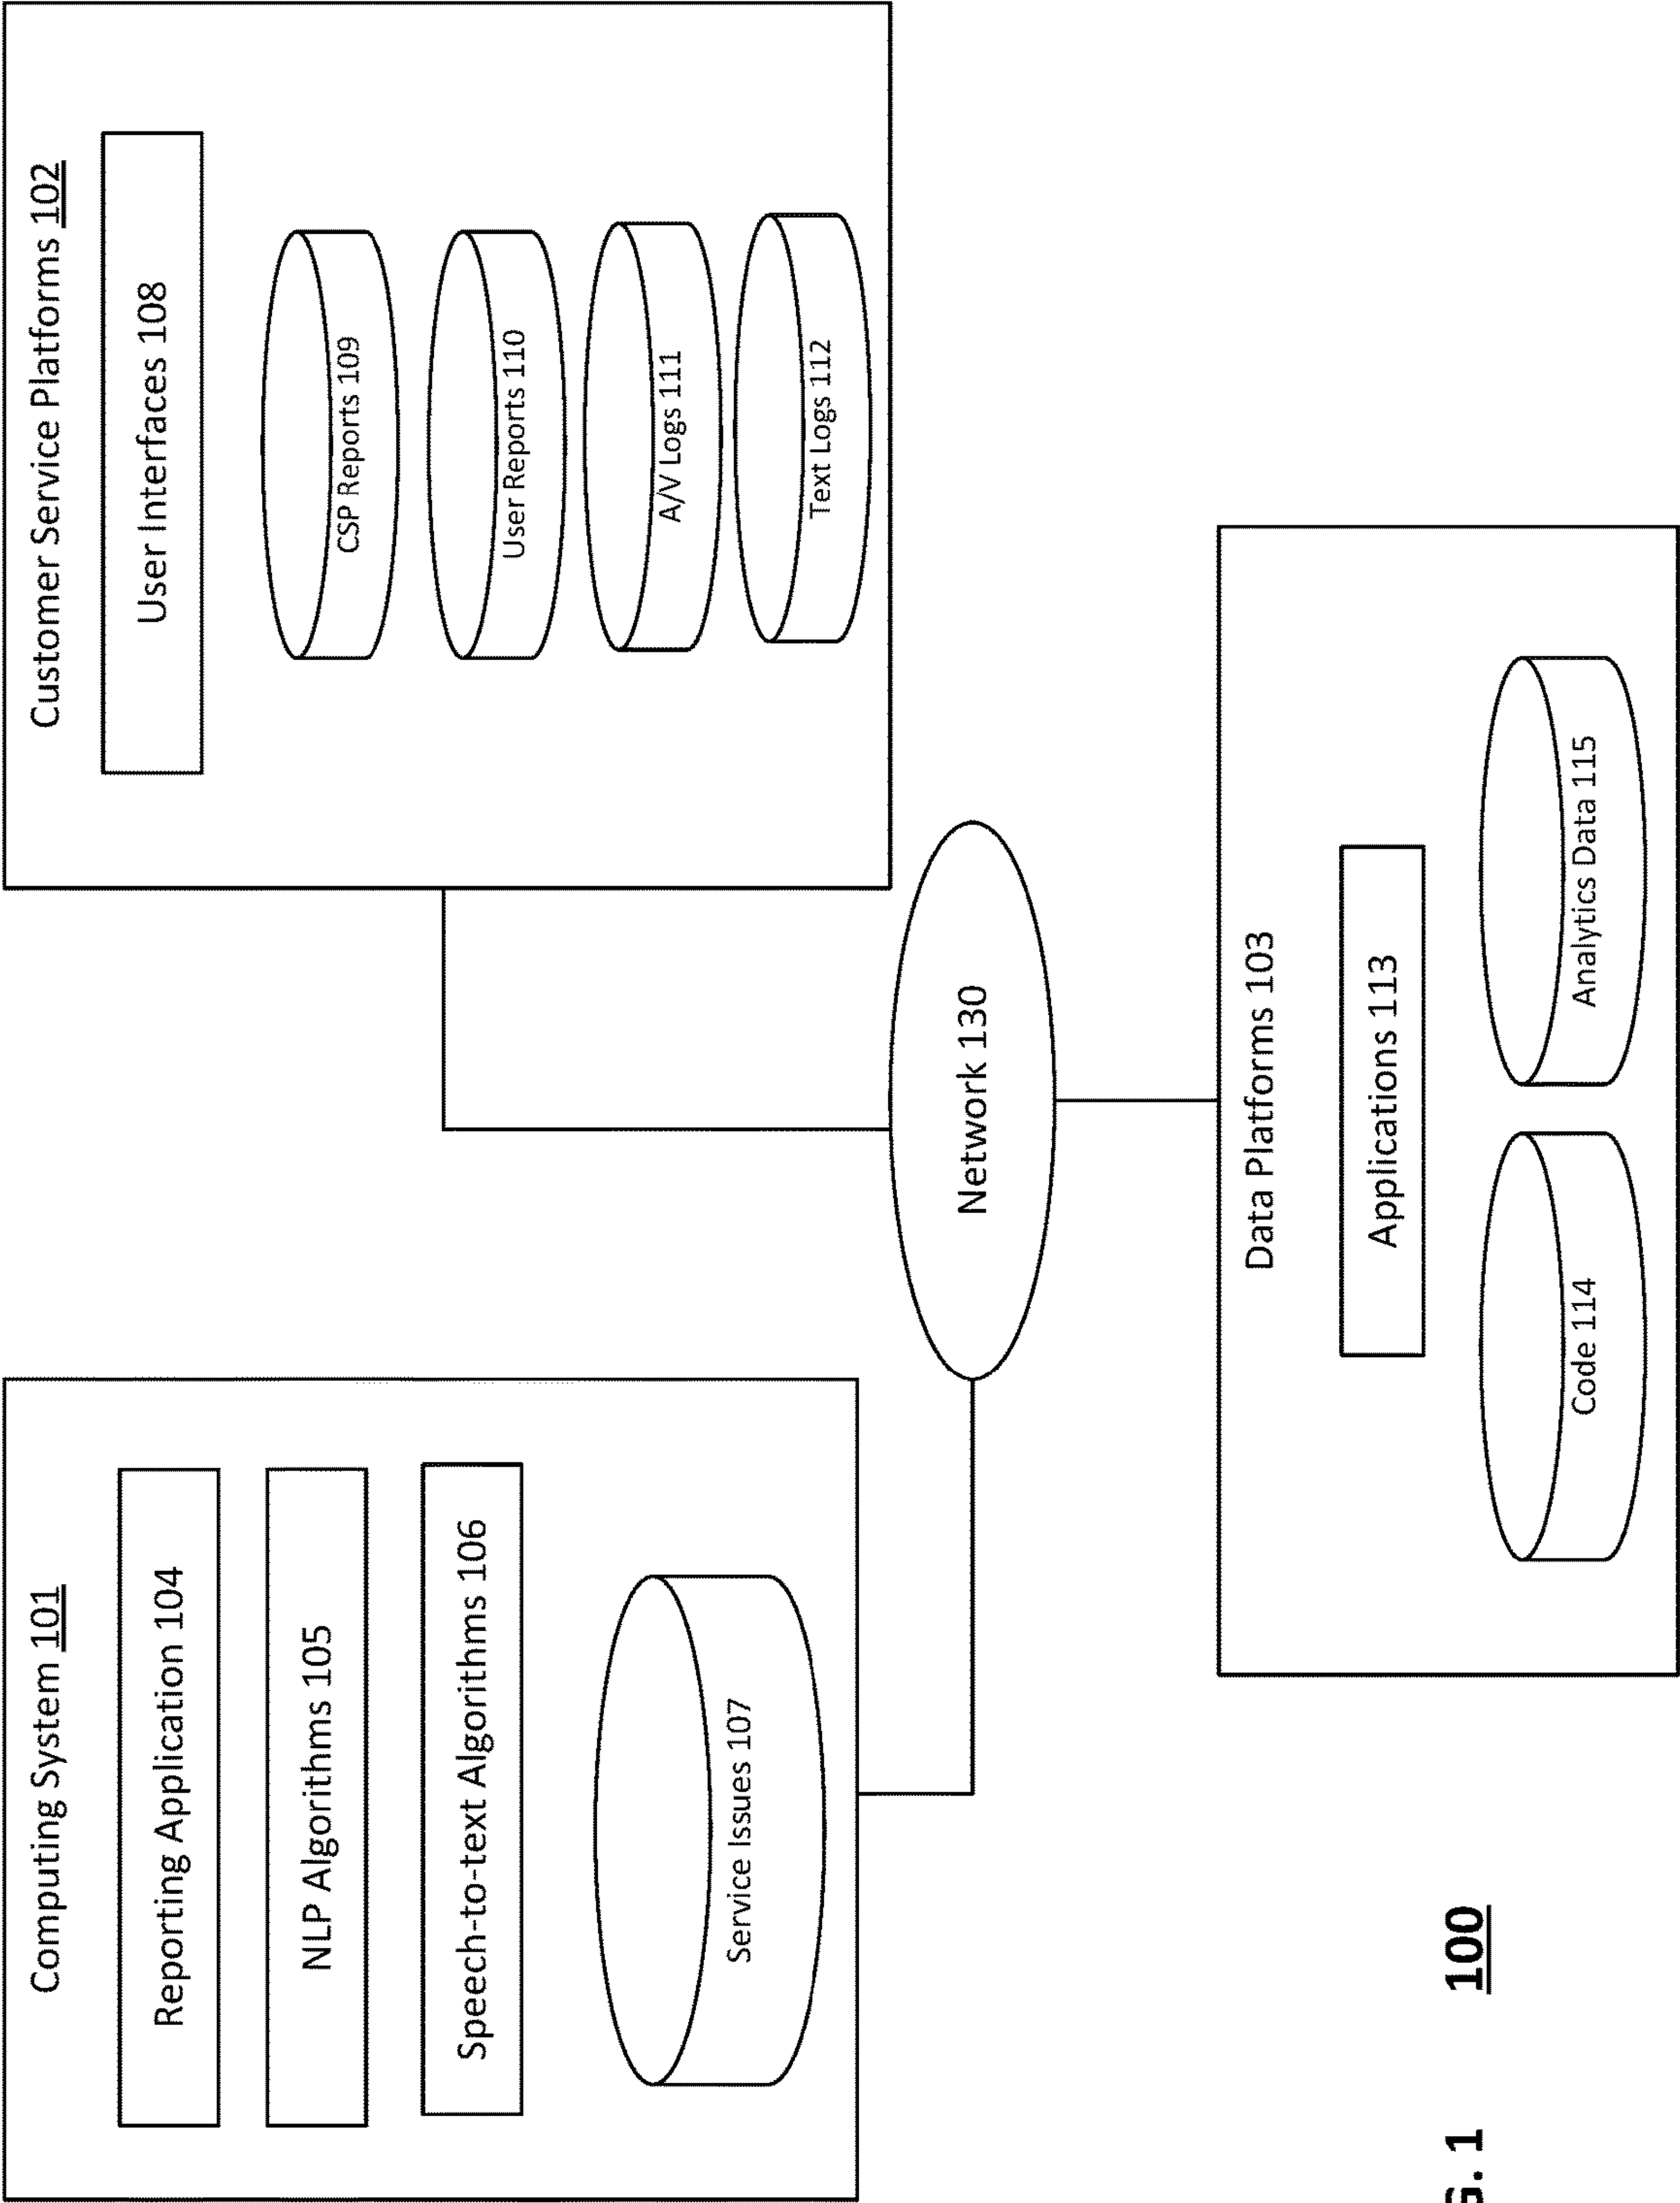 Computing System 101
Reporting Application 104
NLP Algorithms 105
Speech-to-text Algorithms 106
Service Issues 107
Customer Service Platforms 102
User Interfaces 108
CSP Reports 109
User Reports 110
A/V Logs 111
Text Logs 112
Network 130
Data Platforms 103
Applications 113
Code 114
Analytics Data 115
. 1 100